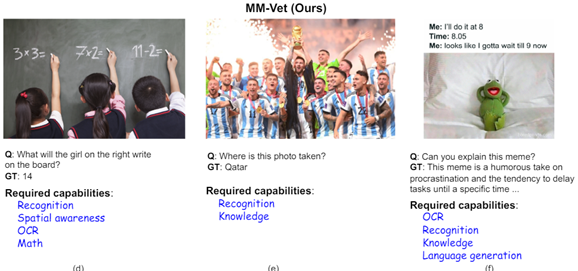 MM-Vet (Ours)
3×3=
7×2=
11-2=
Q: What will the girl on the right write
on the board?
GT: 14
Required capabilities:
Recognition
Spatial awareness
OCR
Math
(d)
Q: Where is this photo taken?
GT: Qatar
Required capabilities:
Recognition
Knowledge
(e)
Me: I'll do it at 8
Time: 8.05
Me: looks like I gotta wait till 9 now
Q: Can you explain this meme?
GT: This meme is a humorous take on
procrastination and the tendency to delay
tasks until a specific time ...
Required capabilities:
OCR
Recognition
Knowledge
Language generation
(f)